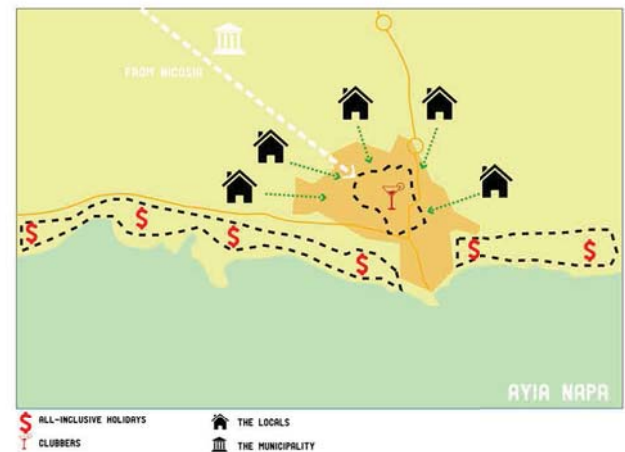 FROM NICOSIA
AYIA NAPA
ALL-INCLUSIVE HOLIDAYS
THE LOCALS
CLUBBERS
THE MUNICIPALITY